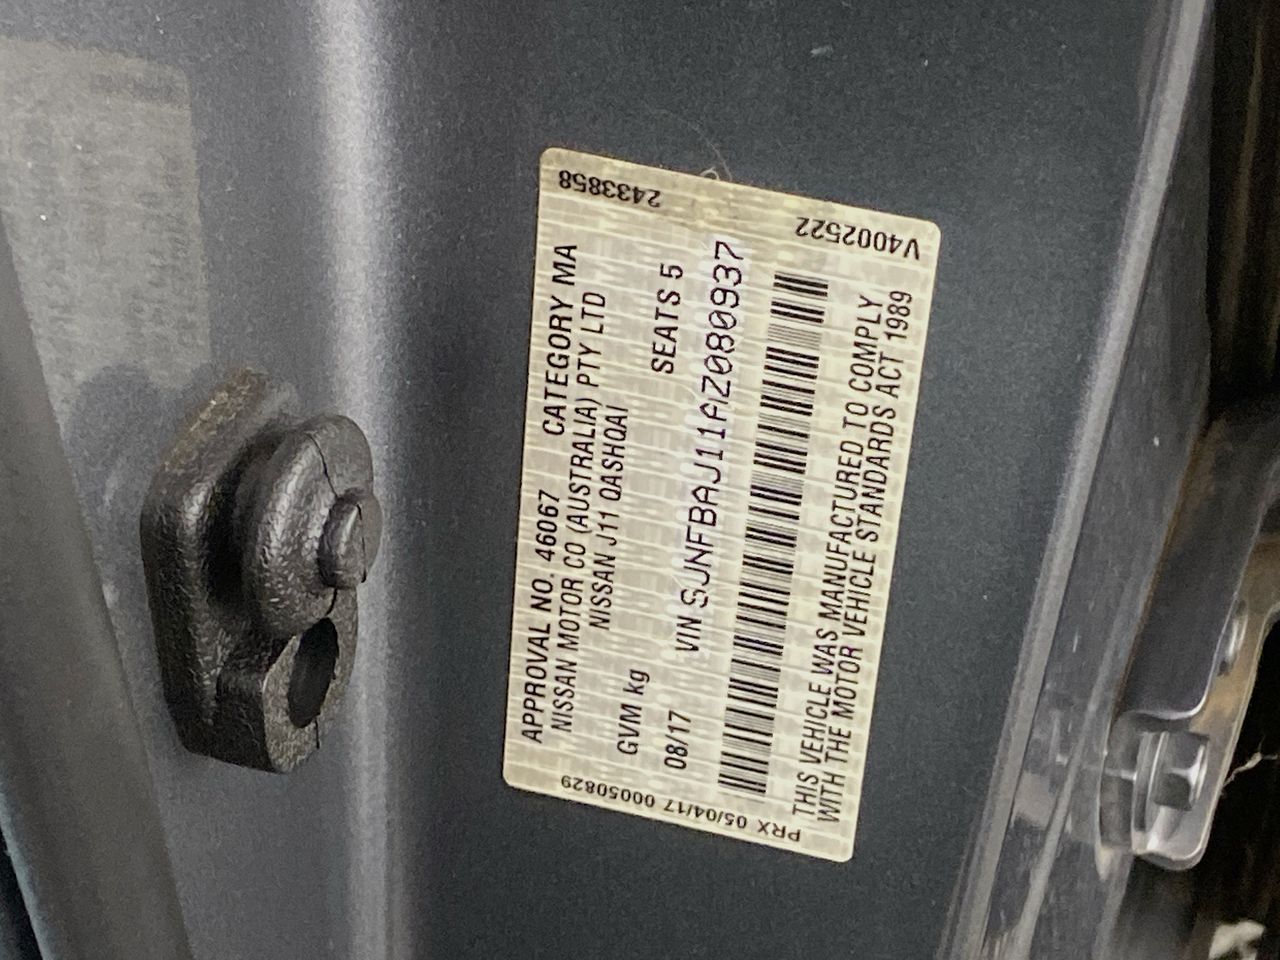 APPROVAL NO. 46067 CATEGORY MA
NISSAN MOTOR CO (AUSTRALIA) PTY LTD
NISSAN J11 QASHQAI
GVM kg SEATS 5
08/17 VIN SJNFBAJ11AZ080937
THIS VEHICLE WAS MANUFACTURED TO COMPLY
WITH THE MOTOR VEHICLE STANDARDS ACT 1989
2433858 V4002522
PRX 05/04/17 00050829